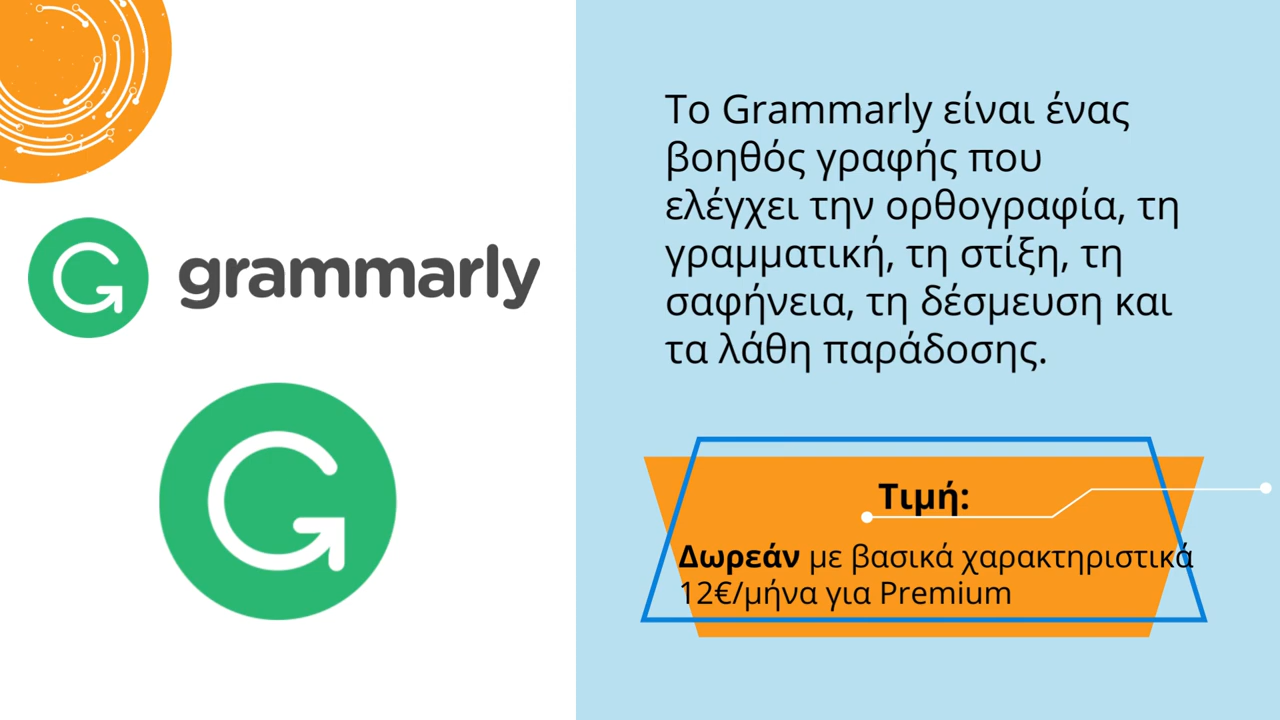 grammarly
Το Grammarly είναι ένας
βοηθός γραφής που
ελέγχει την ορθογραφία, τη
γραμματική, τη στίξη, τη
σαφήνεια, τη δέσμευση και
τα λάθη παράδοσης.
Τιμή:
Δωρεάν με βασικά χαρακτηριστικά
12€/μήνα για Premium